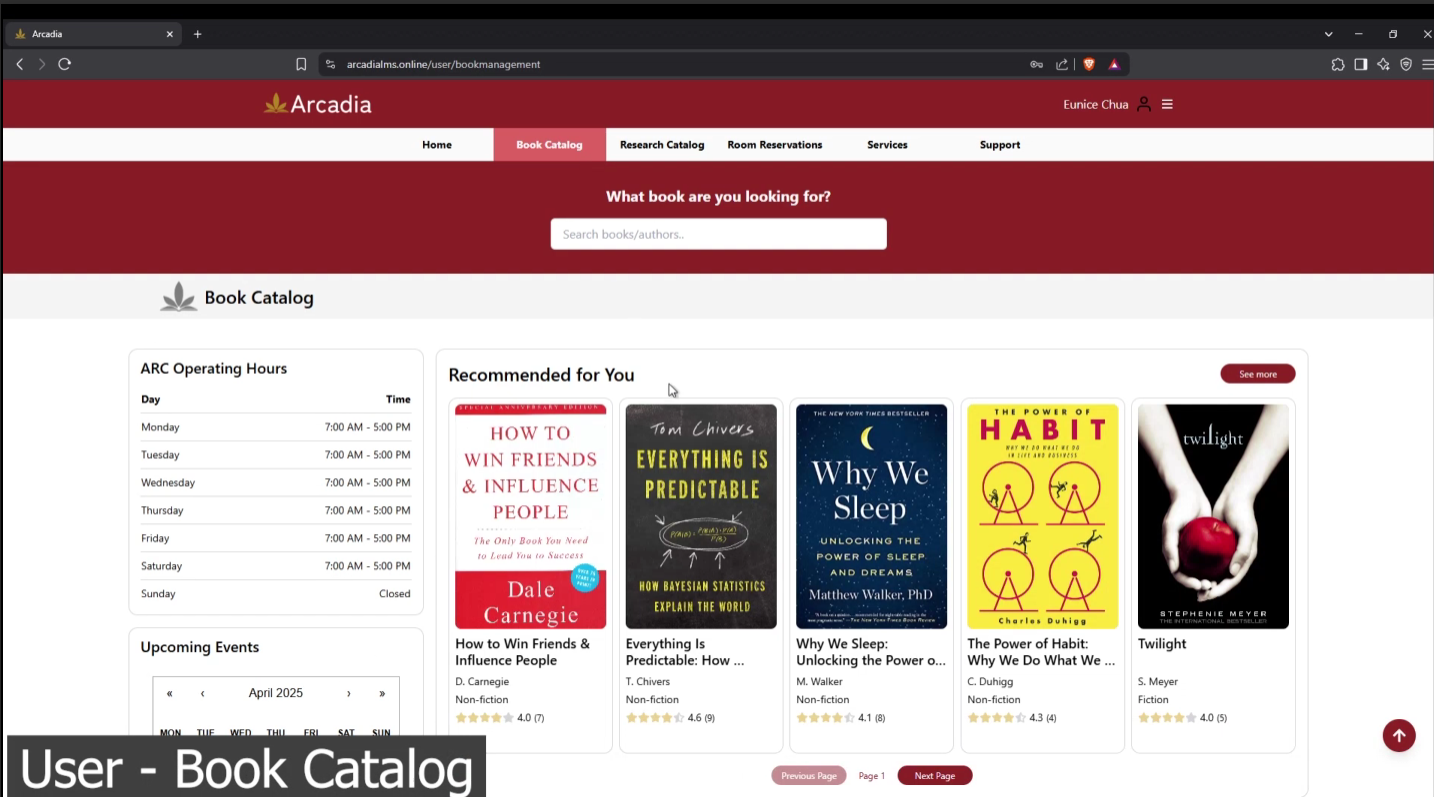 Arcadia
arcadialms.online/user/bookmanagement
Arcadia
Eunice Chua
Home
Book Catalog
Research Catalog
Room Reservations
Services
Support
What book are you looking for?
Search books/authors..
Book Catalog
ARC Operating Hours
Day Time
Monday 7:00 AM - 5:00 PM
Tuesday 7:00 AM - 5:00 PM
Wednesday 7:00 AM - 5:00 PM
Thursday 7:00 AM - 5:00 PM
Friday 7:00 AM - 5:00 PM
Saturday 7:00 AM - 5:00 PM
Sunday Closed
Upcoming Events
« ‹ April 2025 › »
MON TUE WED THU FRI SAT SUN
Recommended for You
See more
SPECIAL ANNIVERSARY EDITION
HOW TO
WIN FRIENDS
& INFLUENCE
PEOPLE
The Only Book You Need
to Lead You to Success
Dale
Carnegie
How to Win Friends &
Influence People
D. Carnegie
Non-fiction
4.0 (7)
Tom Chivers
EVERYTHING IS
PREDICTABLE
HOW BAYESIAN STATISTICS
EXPLAIN THE WORLD
Everything Is
Predictable: How ...
T. Chivers
Non-fiction
4.6 (9)
THE NEW YORK TIMES BESTSELLER
Why We
Sleep
UNLOCKING THE
POWER OF SLEEP
AND DREAMS
Matthew Walker, PhD
Why We Sleep:
Unlocking the Power o...
M. Walker
Non-fiction
4.1 (8)
THE POWER OF
HABIT
WHY WE DO WHAT WE DO
IN LIFE AND BUSINESS
Charles Duhigg
The Power of Habit:
Why We Do What We ...
C. Duhigg
Non-fiction
4.3 (4)
twilight
STEPHENIE MEYER
THE INTERNATIONAL BESTSELLER
Twilight
S. Meyer
Fiction
4.0 (5)
Previous Page
Page 1
Next Page
User - Book Catalog